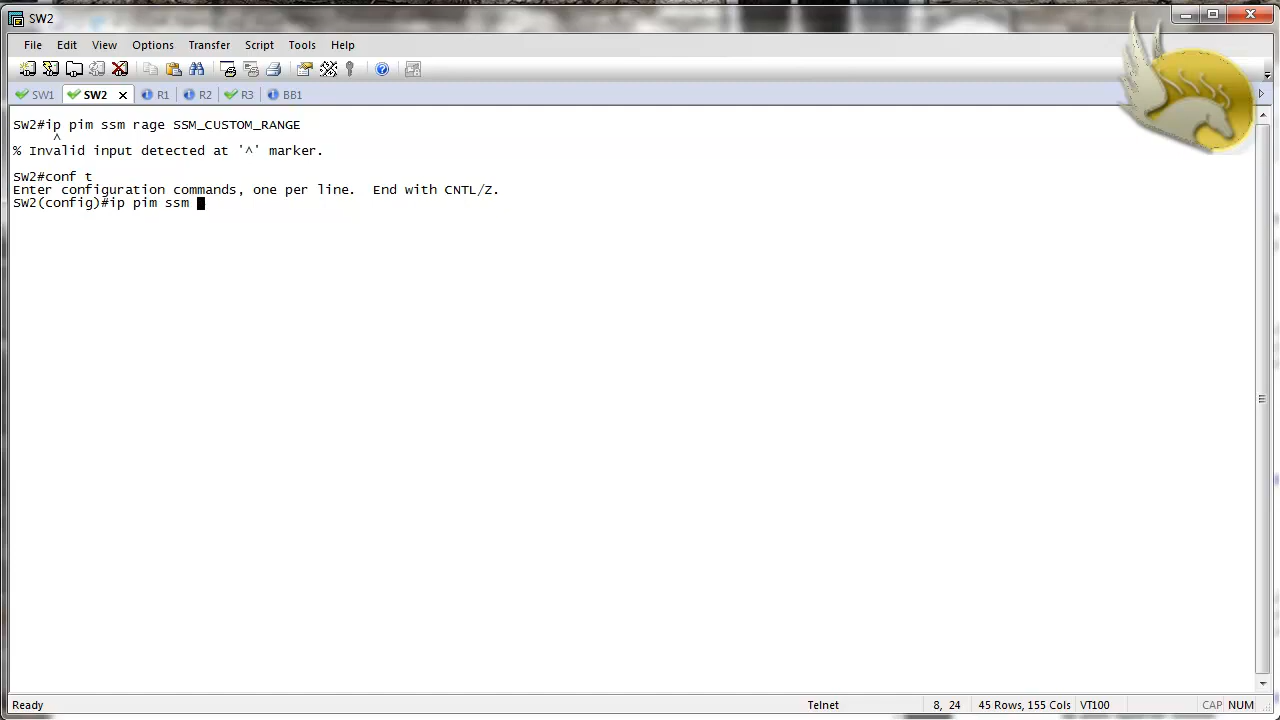 SW2
File Edit View Options Transfer Script Tools Help
SW1 SW2 R1 R2 R3 BB1
SW2#ip pim ssm rage SSM_CUSTOM_RANGE
^
% Invalid input detected at '^' marker.
SW2#conf t
Enter configuration commands, one per line.  End with CNTL/Z.
SW2(config)#ip pim ssm
Ready Telnet 8, 24 45 Rows, 155 Cols VT100 CAP NUM